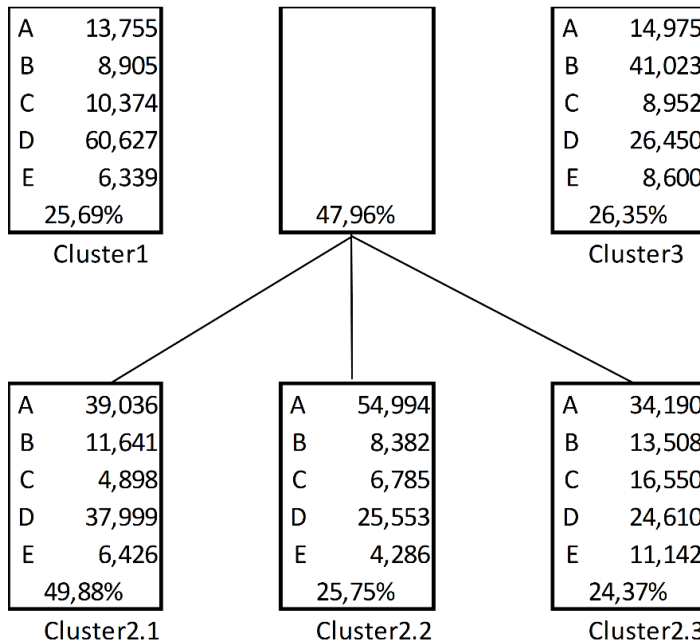 A 13,755
B 8,905
C 10,374
D 60,627
E 6,339
25,69%
Cluster1
47,96%
A 14,975
B 41,023
C 8,952
D 26,450
E 8,600
26,35%
Cluster3
A 39,036
B 11,641
C 4,898
D 37,999
E 6,426
49,88%
Cluster2.1
A 54,994
B 8,382
C 6,785
D 25,553
E 4,286
25,75%
Cluster2.2
A 34,190
B 13,508
C 16,550
D 24,610
E 11,142
24,37%
Cluster2.3